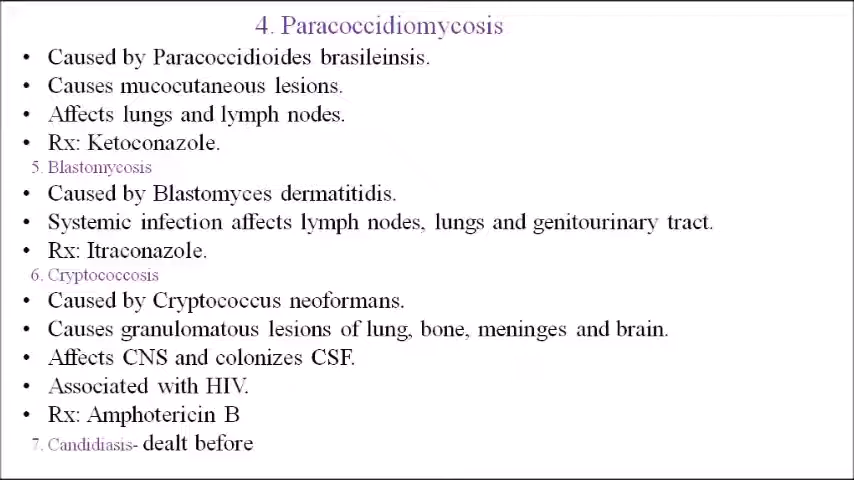 4. Paracoccidiomycosis
• Caused by Paracoccidioides brasileinsis.
• Causes mucocutaneous lesions.
• Affects lungs and lymph nodes.
• Rx: Ketoconazole.
5. Blastomycosis
• Caused by Blastomyces dermatitidis.
• Systemic infection affects lymph nodes, lungs and genitourinary tract.
• Rx: Itraconazole.
6. Cryptococcosis
• Caused by Cryptococcus neoformans.
• Causes granulomatous lesions of lung, bone, meninges and brain.
• Affects CNS and colonizes CSF.
• Associated with HIV.
• Rx: Amphotericin B
7. Candidiasis- dealt before